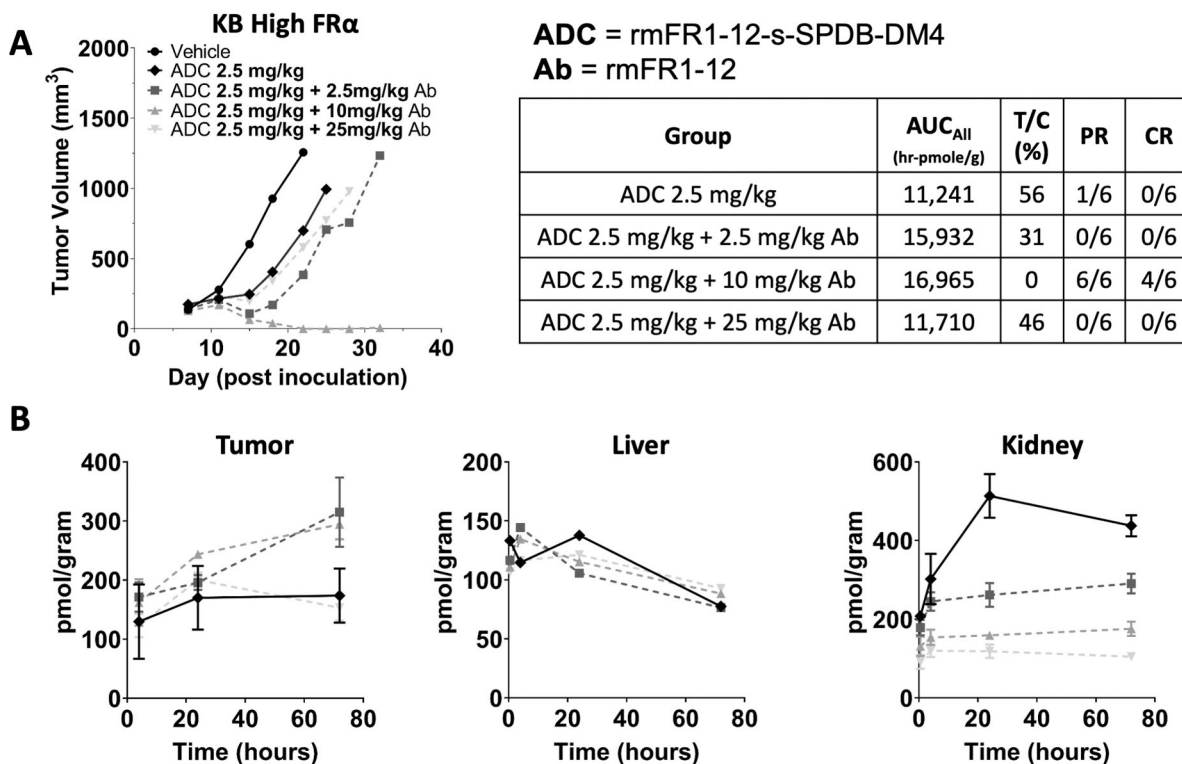 A
KB High FRα
2000
1500
1000
500
0
0 10 20 30 40
Tumor Volume (mm³)
Day (post inoculation)
Vehicle
ADC 2.5 mg/kg
ADC 2.5 mg/kg + 2.5mg/kg Ab
ADC 2.5 mg/kg + 10mg/kg Ab
ADC 2.5 mg/kg + 25mg/kg Ab
ADC = rmFR1-12-s-SPDB-DM4
Ab = rmFR1-12
Group AUCAll (hr-pmole/g) T/C (%) PR CR
ADC 2.5 mg/kg 11,241 56 1/6 0/6
ADC 2.5 mg/kg + 2.5 mg/kg Ab 15,932 31 0/6 0/6
ADC 2.5 mg/kg + 10 mg/kg Ab 16,965 0 6/6 4/6
ADC 2.5 mg/kg + 25 mg/kg Ab 11,710 46 0/6 0/6
B
Tumor
400
300
200
100
0
0 20 40 60 80
pmol/gram
Time (hours)
Liver
200
150
100
50
0
0 20 40 60 80
pmol/gram
Time (hours)
Kidney
600
400
200
0
0 20 40 60 80
pmol/gram
Time (hours)